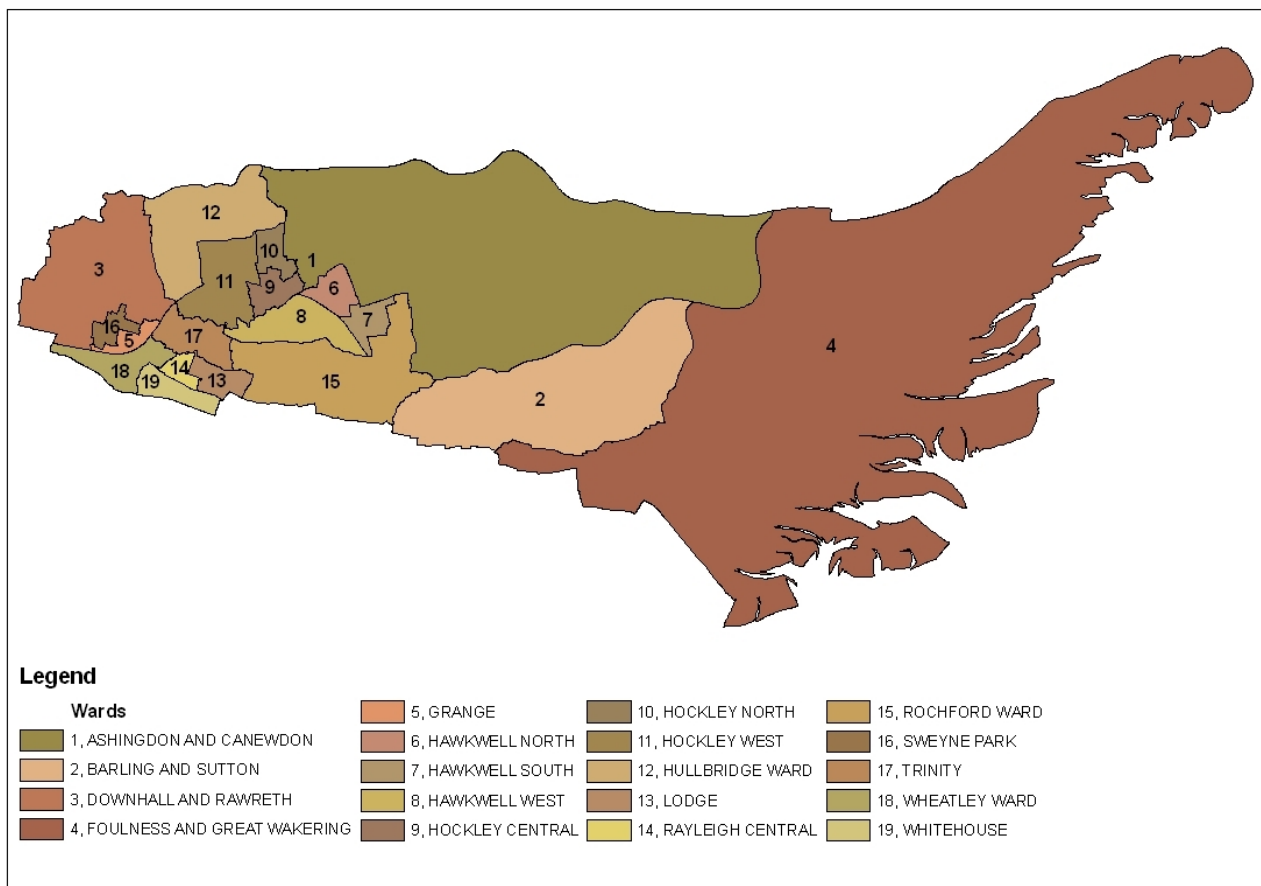 12
10
1
3
11
9
6
8
7
16
5
17
4
18
14
19
13
15
2
Legend
Wards
1, ASHINGDON AND CANEWDON
2, BARLING AND SUTTON
3, DOWNHALL AND RAWRETH
4, FOULNESS AND GREAT WAKERING
5, GRANGE
6, HAWKWELL NORTH
7, HAWKWELL SOUTH
8, HAWKWELL WEST
9, HOCKLEY CENTRAL
10, HOCKLEY NORTH
11, HOCKLEY WEST
12, HULLBRIDGE WARD
13, LODGE
14, RAYLEIGH CENTRAL
15, ROCHFORD WARD
16, SWEYNE PARK
17, TRINITY
18, WHEATLEY WARD
19, WHITEHOUSE